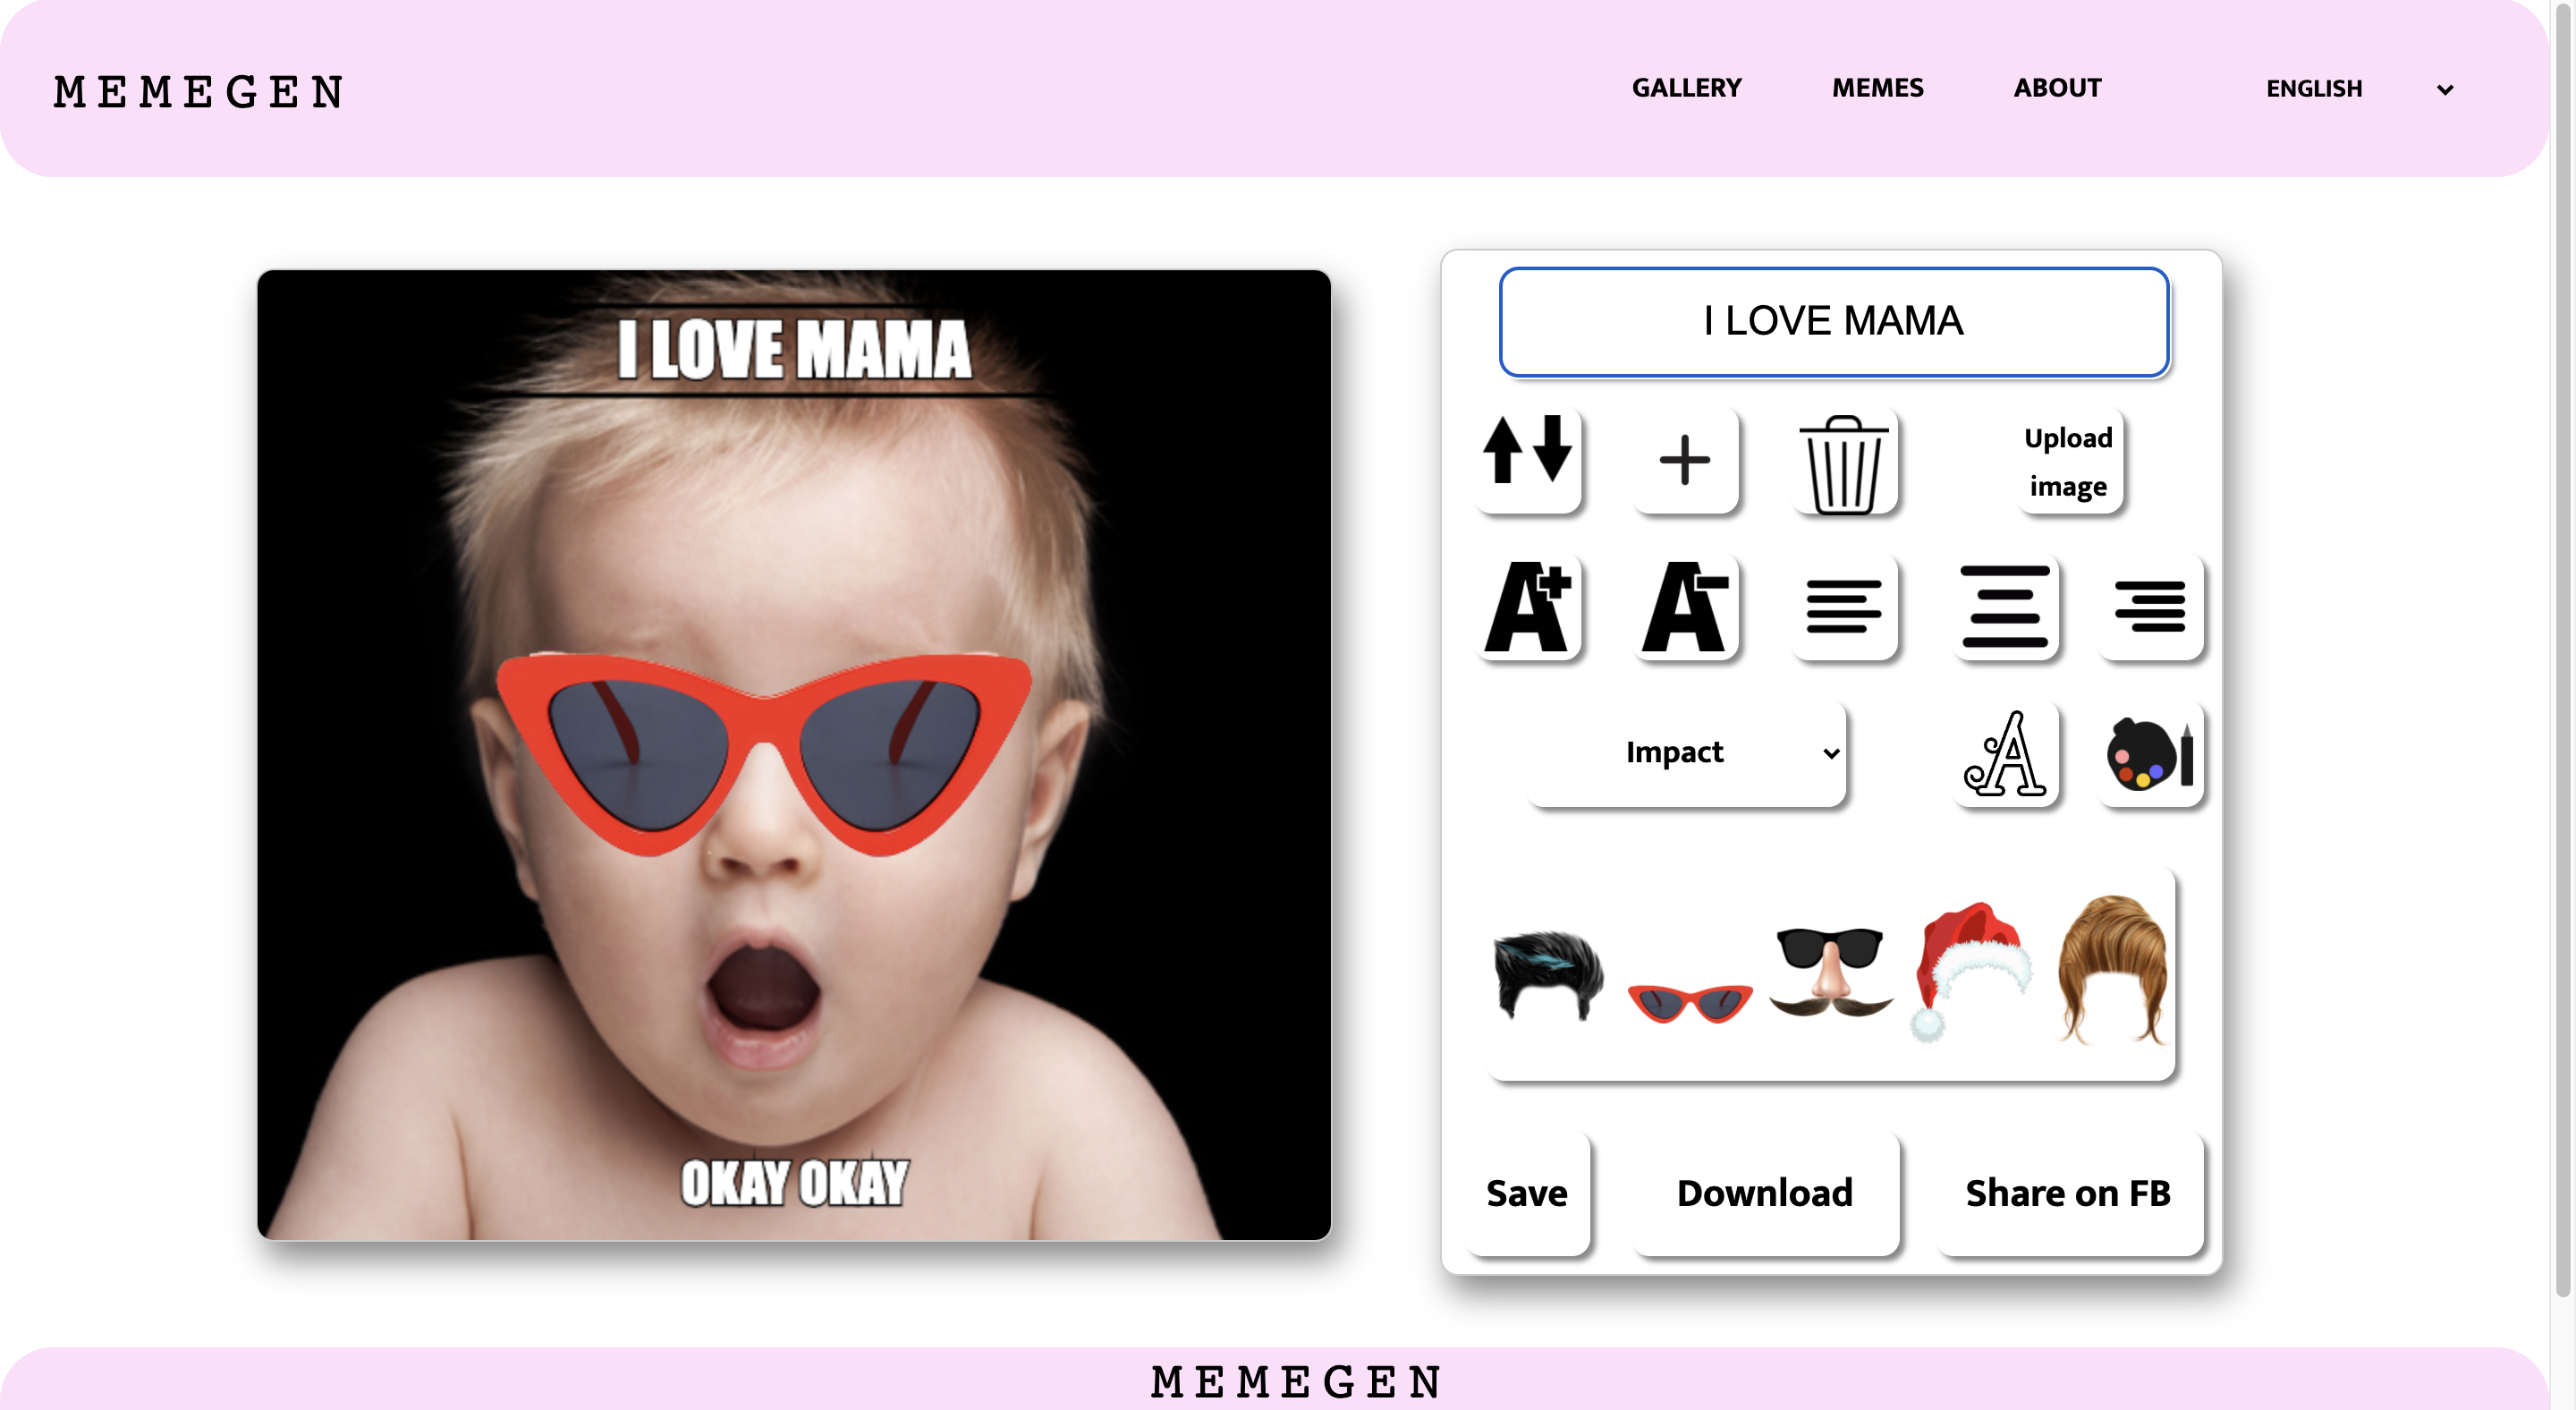 MEMEGEN
GALLERY MEMES ABOUT ENGLISH
I LOVE MAMA
OKAY OKAY
I LOVE MAMA
Upload
image
A+ A-
Impact A
Save Download Share on FB
MEMEGEN